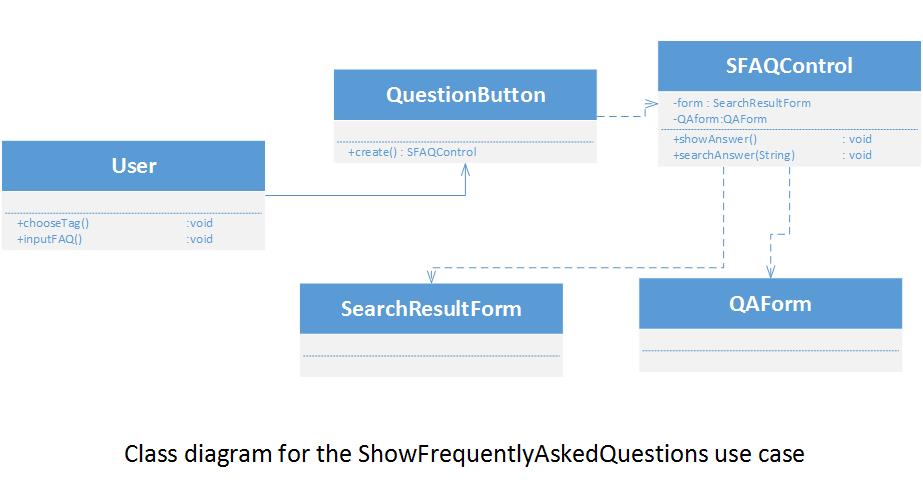 SFAQControl
-form : SearchResultForm
-QAform:QAForm
+showAnswer() : void
+searchAnswer(String) : void
QuestionButton
+create() : SFAQControl
User
+chooseTag() :void
+inputFAQ() :void
SearchResultForm
QAForm
Class diagram for the ShowFrequentlyAskedQuestions use case